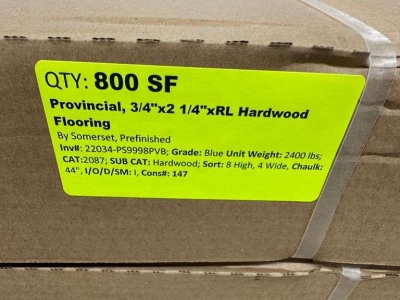 QTY: 800 SF
Provincial, 3/4"x2 1/4"xRL Hardwood
Flooring
By Somerset, Prefinished
Inv#: 22034-PS9998PVB; Grade: Blue Unit Weight: 2400 lbs;
CAT:2087; SUB CAT: Hardwood; Sort: 8 High, 4 Wide, Chaulk:
44", I/O/D/SM: I, Cons#: 147